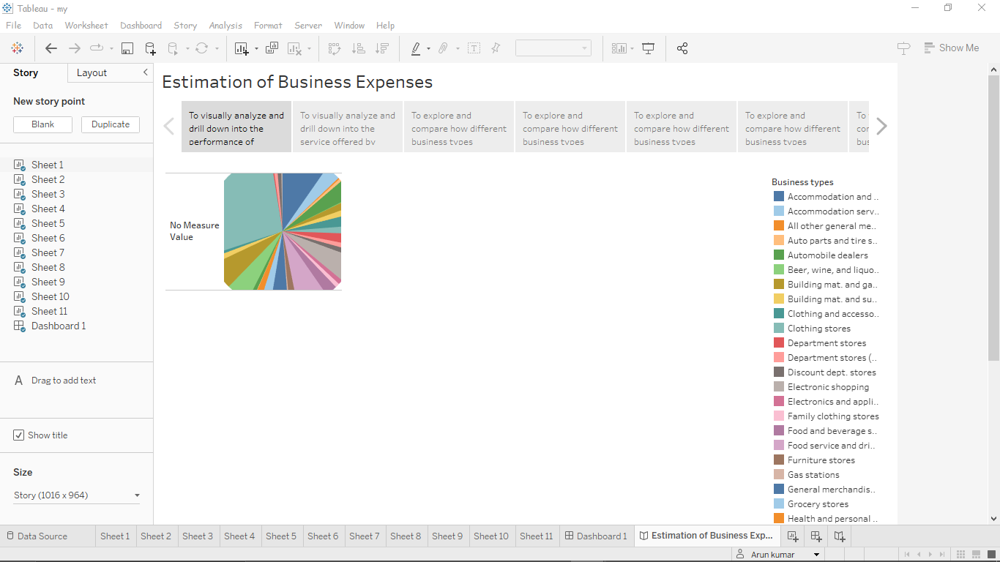 Tableau - my
File Data Worksheet Dashboard Story Analysis Format Server Window Help
Show Me
Story Layout
New story point
Blank Duplicate
Sheet 1
Sheet 2
Sheet 3
Sheet 4
Sheet 5
Sheet 6
Sheet 7
Sheet 8
Sheet 9
Sheet 10
Sheet 11
Dashboard 1
A Drag to add text
Show title
Size
Story (1016 x 964)
Estimation of Business Expenses
To visually analyze and
drill down into the
performance of
To visually analyze and
drill down into the
service offered by
To explore and
compare how different
business types
To explore and
compare how different
business types
To explore and
compare how different
business types
To explore and
compare how different
business types
To
cor
bus
No Measure
Value
Business types
Accommodation and ..
Accommodation serv..
All other general me..
Auto parts and tire s..
Automobile dealers
Beer, wine, and liquo..
Building mat. and ga..
Building mat. and su..
Clothing and accesso..
Clothing stores
Department stores
Department stores (..
Discount dept. stores
Electronic shopping
Electronics and appli..
Family clothing stores
Food and beverage s..
Food service and dri..
Furniture stores
Gas stations
General merchandis..
Grocery stores
Health and personal ..
Data Source Sheet 1 Sheet 2 Sheet 3 Sheet 4 Sheet 5 Sheet 6 Sheet 7 Sheet 8 Sheet 9 Sheet 10 Sheet 11 Dashboard 1 Estimation of Business Exp...
Arun kumar